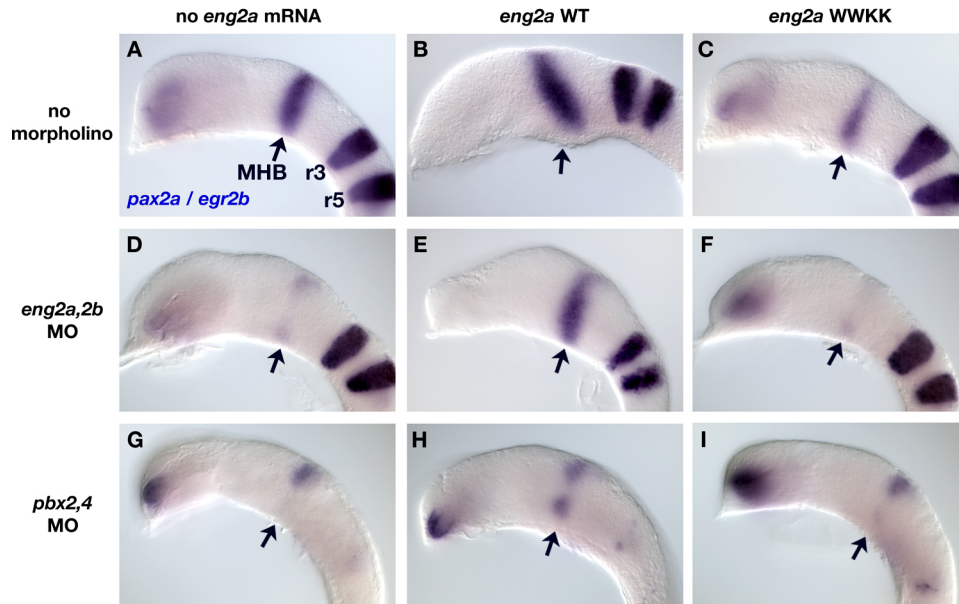 no eng2a mRNA
eng2a WT
eng2a WWKK
no
morpholino
A
MHB
r3
r5
pax2a / egr2b
B
C
eng2a,2b
MO
D
E
F
pbx2,4
MO
G
H
I